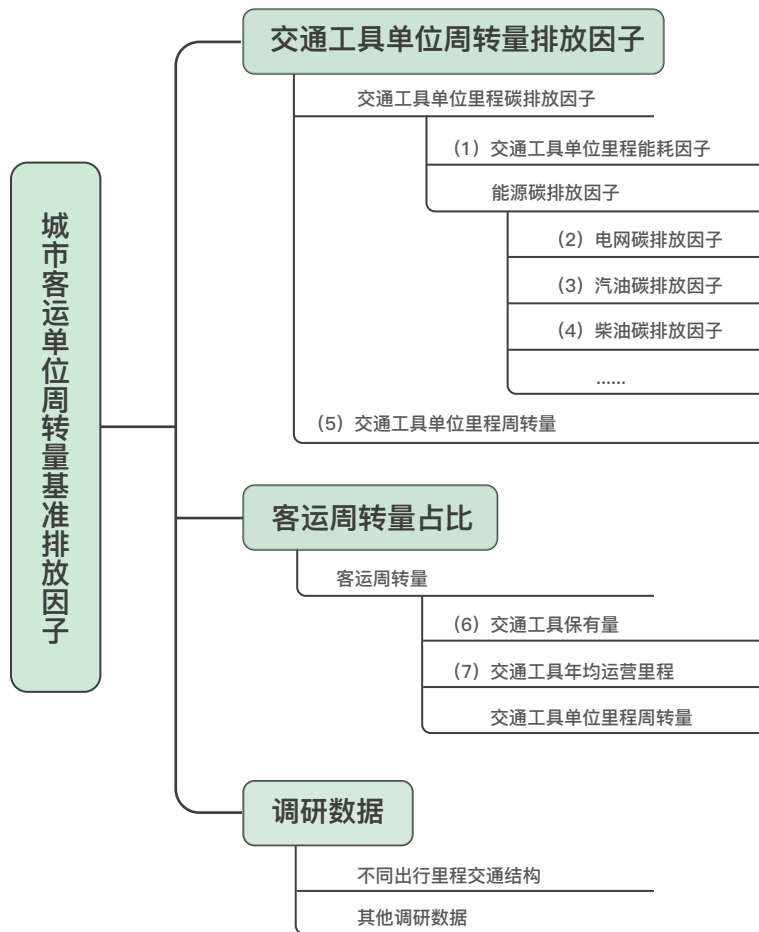 城市客运单位周转量基准排放因子
交通工具单位周转量排放因子
交通工具单位里程碳排放因子
（1）交通工具单位里程能耗因子
能源碳排放因子
（2）电网碳排放因子
（3）汽油碳排放因子
（4）柴油碳排放因子
......
（5）交通工具单位里程周转量
客运周转量占比
客运周转量
（6）交通工具保有量
（7）交通工具年均运营里程
交通工具单位里程周转量
调研数据
不同出行里程交通结构
其他调研数据